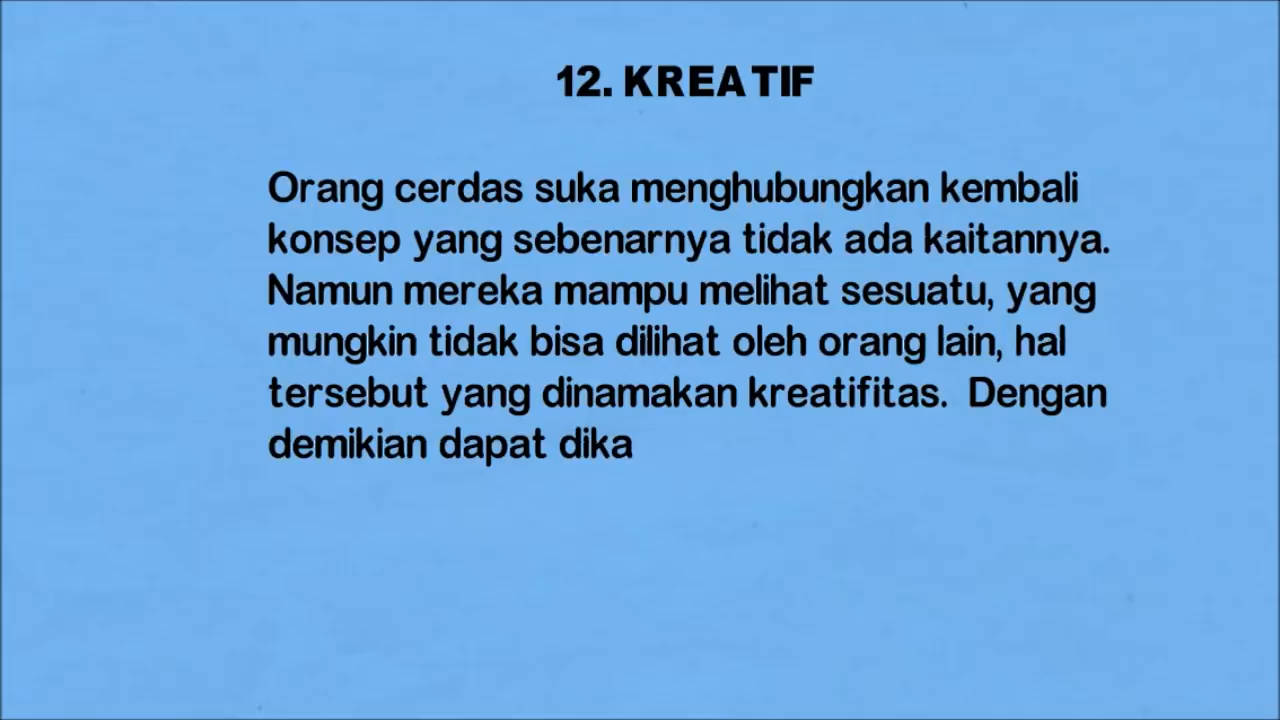 12. KREATIF
Orang cerdas suka menghubungkan kembali
konsep yang sebenarnya tidak ada kaitannya.
Namun mereka mampu melihat sesuatu, yang
mungkin tidak bisa dilihat oleh orang lain, hal
tersebut yang dinamakan kreatifitas. Dengan
demikian dapat dika